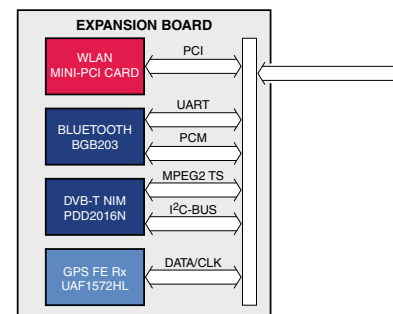 EXPANSION BOARD
WLAN
MINI-PCI CARD
PCI
BLUETOOTH
BGB203
UART
PCM
DVB-T NIM
PDD2016N
MPEG2 TS
I²C-BUS
GPS FE Rx
UAF1572HL
DATA/CLK